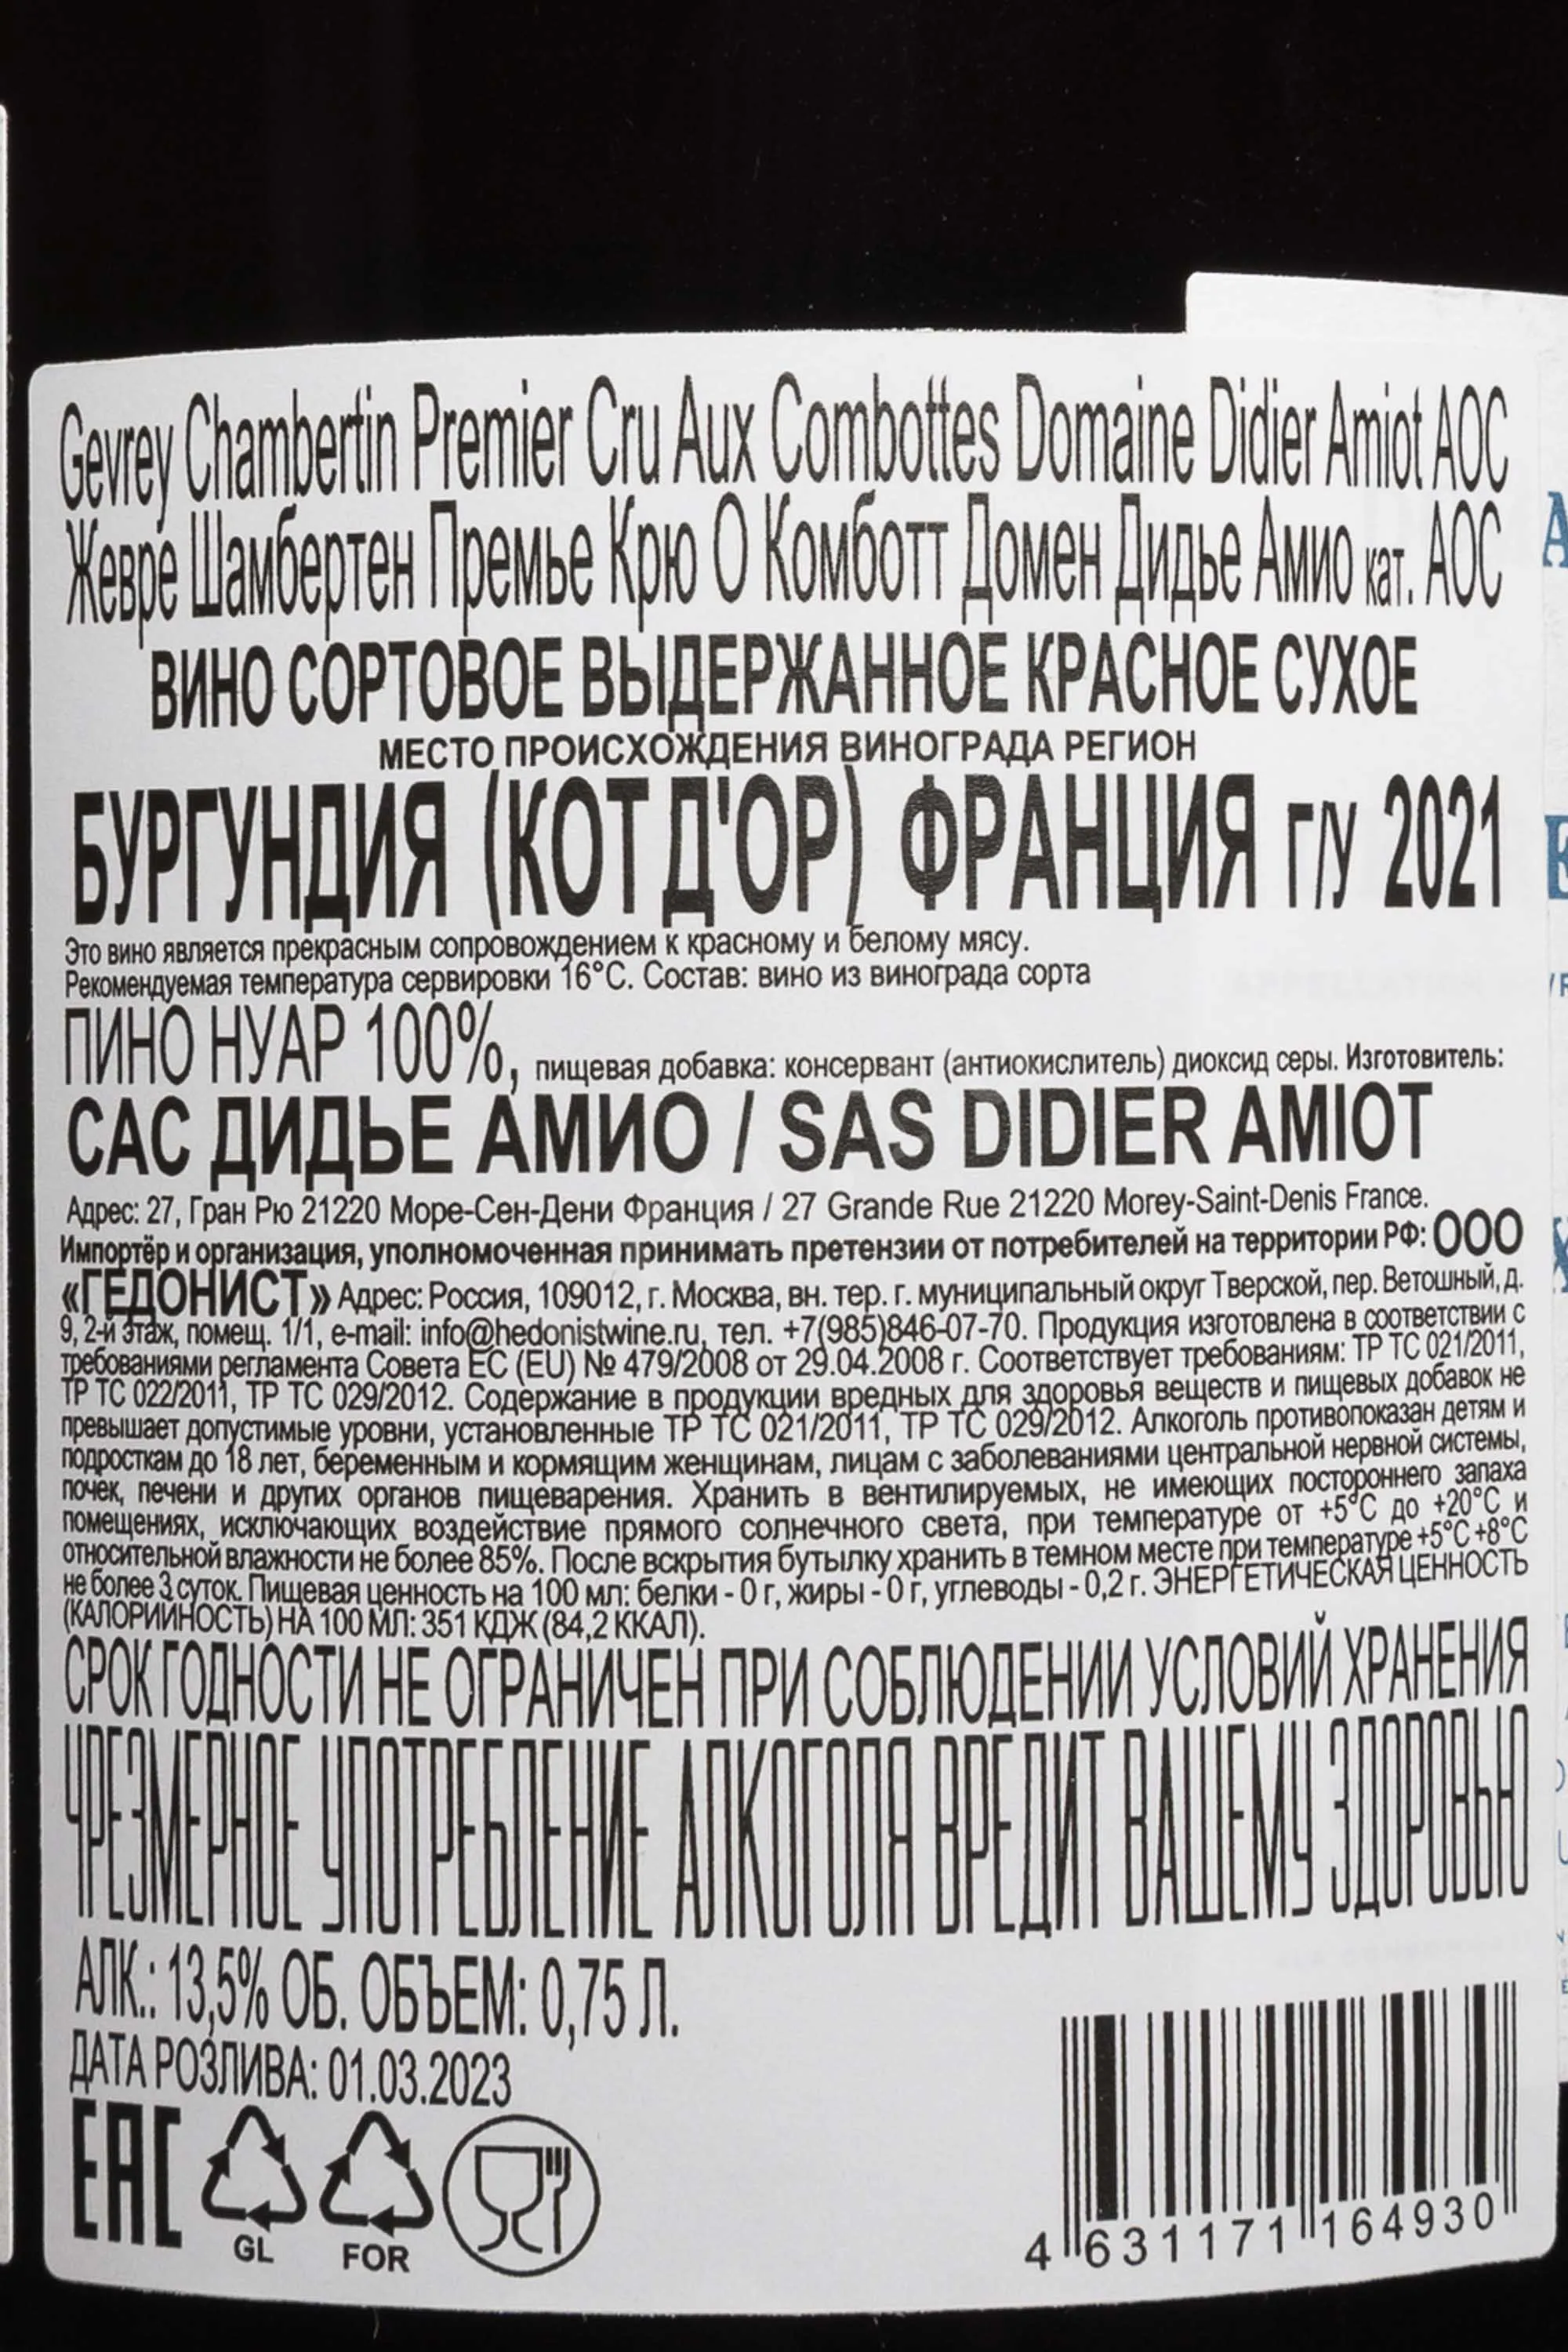 Gevrey Chambertin Premier Cru Aux Combottes Domaine Didier Amiot AOC
Жевре Шамбертен Премье Крю О Комботт Домен Дидье Амио кат. АОС
ВИНО СОРТОВОЕ ВЫДЕРЖАННОЕ КРАСНОЕ СУХОЕ
МЕСТО ПРОИСХОЖДЕНИЯ ВИНОГРАДА РЕГИОН
БУРГУНДИЯ (КОТ Д'ОР) ФРАНЦИЯ г/у 2021
Это вино является прекрасным сопровождением к красному и белому мясу.
Рекомендуемая температура сервировки 16°C. Состав: вино из винограда сорта
ПИНО НУАР 100%, пищевая добавка: консервант (антиокислитель) диоксид серы. Изготовитель:
САС ДИДЬЕ АМИО / SAS DIDIER AMIOT
Адрес: 27, Гран Рю 21220 Море-Сен-Дени Франция / 27 Grande Rue 21220 Morey-Saint-Denis France.
Импортёр и организация, уполномоченная принимать претензии от потребителей на территории РФ: ООО
«ГЕДОНИСТ» Адрес: Россия, 109012, г. Москва, вн. тер. г. муниципальный округ Тверской, пер. Ветошный, д.
9, 2-й этаж, помещ. 1/1, e-mail: info@hedonistwine.ru, тел. +7(985)846-07-70. Продукция изготовлена в соответствии с
требованиями регламента Совета ЕС (EU) № 479/2008 от 29.04.2008 г. Соответствует требованиям: ТР ТС 021/2011,
ТР ТС 022/2011, ТР ТС 029/2012. Содержание в продукции вредных для здоровья веществ и пищевых добавок не
превышает допустимые уровни, установленные ТР ТС 021/2011, ТР ТС 029/2012. Алкоголь противопоказан детям и
подросткам до 18 лет, беременным и кормящим женщинам, лицам с заболеваниями центральной нервной системы,
почек, печени и других органов пищеварения. Хранить в вентилируемых, не имеющих постороннего запаха
помещениях, исключающих воздействие прямого солнечного света, при температуре от +5°C до +20°C и
относительной влажности не более 85%. После вскрытия бутылку хранить в темном месте при температуре +5°C +8°C
не более 3 суток. Пищевая ценность на 100 мл: белки - 0 г, жиры - 0 г, углеводы - 0,2 г. ЭНЕРГЕТИЧЕСКАЯ ЦЕННОСТЬ
(КАЛОРИЙНОСТЬ) НА 100 МЛ: 351 КДЖ (84,2 ККАЛ).
СРОК ГОДНОСТИ НЕ ОГРАНИЧЕН ПРИ СОБЛЮДЕНИИ УСЛОВИЙ ХРАНЕНИЯ
ЧРЕЗМЕРНОЕ УПОТРЕБЛЕНИЕ АЛКОГОЛЯ ВРЕДИТ ВАШЕМУ ЗДОРОВЬЮ
АЛК.: 13,5% ОБ. ОБЪЕМ: 0,75 Л.
ДАТА РОЗЛИВА: 01.03.2023
EAC
GL FOR
4 631171 164930